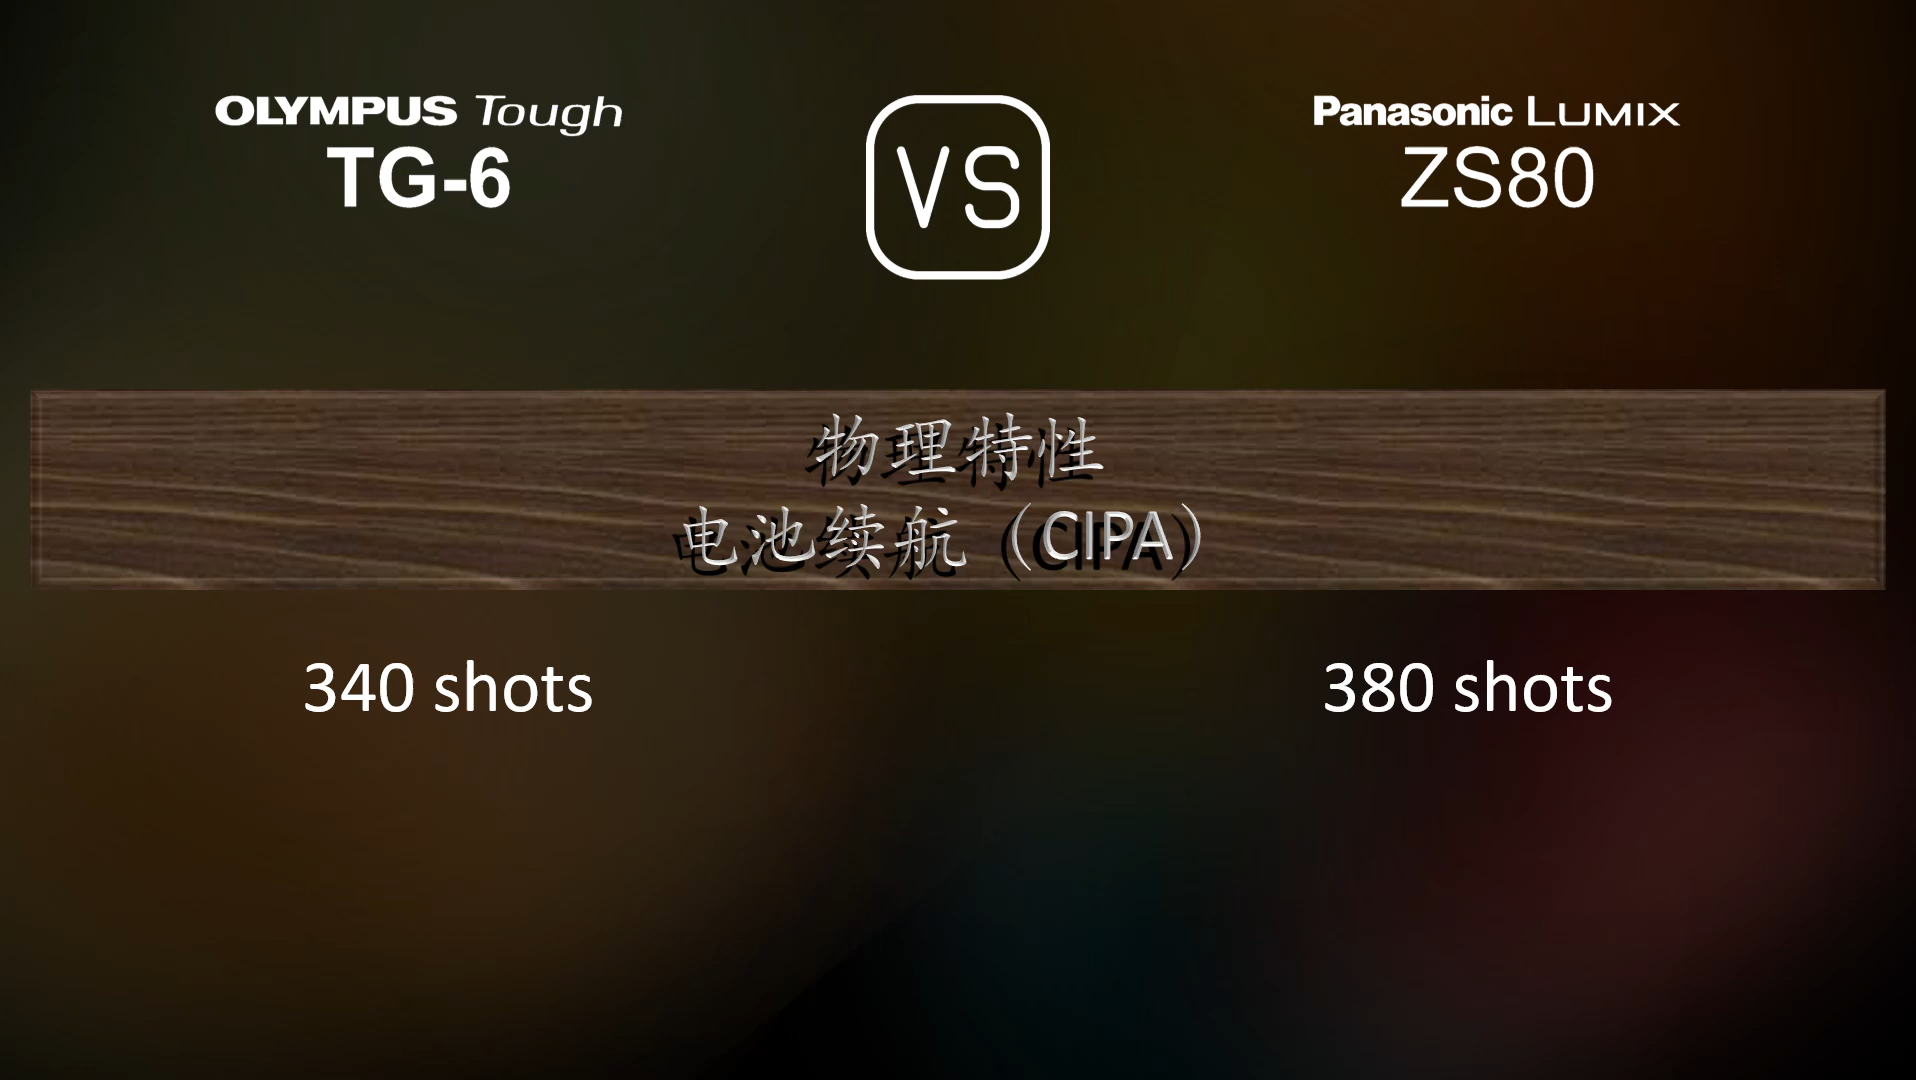 OLYMPUS Tough
TG-6
VS
Panasonic LUMIX
ZS80
物理特性
电池续航（CIPA）
340 shots
380 shots